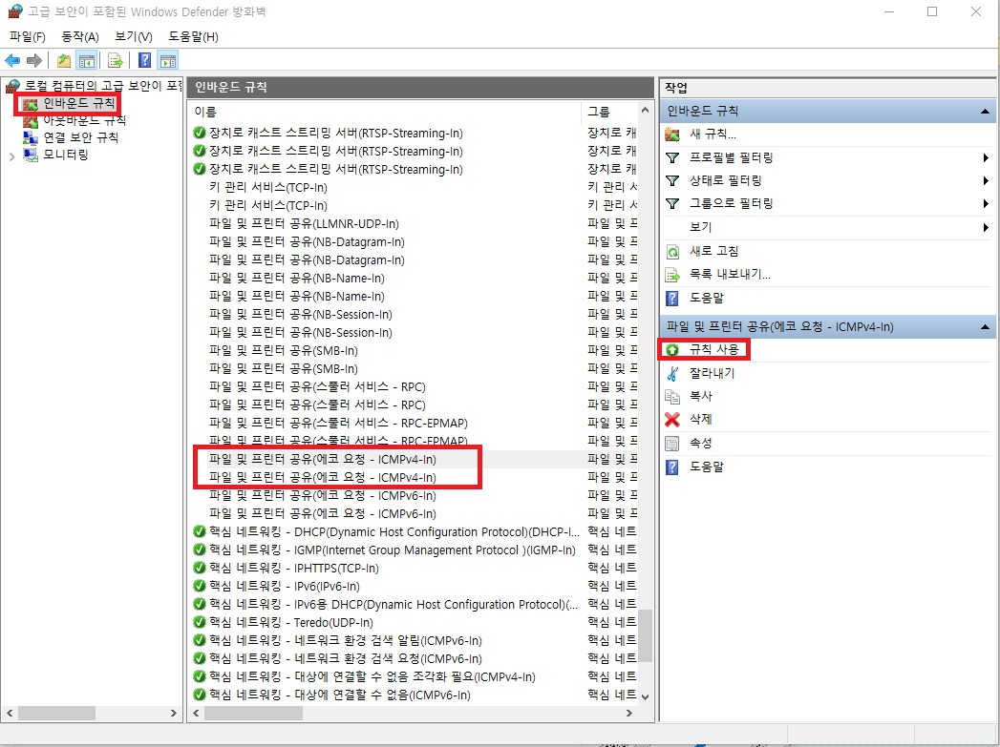 고급 보안이 포함된 Windows Defender 방화벽
파일(F) 동작(A) 보기(V) 도움말(H)
로컬 컴퓨터의 고급 보안이 포함
인바운드 규칙
아웃바운드 규칙
연결 보안 규칙
모니터링
인바운드 규칙
이름 그룹
장치로 캐스트 스트리밍 서버(RTSP-Streaming-In) 장치로 캐
장치로 캐스트 스트리밍 서버(RTSP-Streaming-In) 장치로 캐
장치로 캐스트 스트리밍 서버(RTSP-Streaming-In) 장치로 캐
키 관리 서비스(TCP-In) 키 관리 서
키 관리 서비스(TCP-In) 키 관리 서
파일 및 프린터 공유(LLMNR-UDP-In) 파일 및 프
파일 및 프린터 공유(NB-Datagram-In) 파일 및 프
파일 및 프린터 공유(NB-Datagram-In) 파일 및 프
파일 및 프린터 공유(NB-Name-In) 파일 및 프
파일 및 프린터 공유(NB-Name-In) 파일 및 프
파일 및 프린터 공유(NB-Session-In) 파일 및 프
파일 및 프린터 공유(NB-Session-In) 파일 및 프
파일 및 프린터 공유(SMB-In) 파일 및 프
파일 및 프린터 공유(SMB-In) 파일 및 프
파일 및 프린터 공유(스풀러 서비스 - RPC) 파일 및 프
파일 및 프린터 공유(스풀러 서비스 - RPC) 파일 및 프
파일 및 프린터 공유(스풀러 서비스 - RPC-EPMAP) 파일 및 프
파일 및 프린터 공유(스풀러 서비스 - RPC-EPMAP) 파일 및 프
파일 및 프린터 공유(에코 요청 - ICMPv4-In) 파일 및 프
파일 및 프린터 공유(에코 요청 - ICMPv4-In) 파일 및 프
파일 및 프린터 공유(에코 요청 - ICMPv6-In) 파일 및 프
파일 및 프린터 공유(에코 요청 - ICMPv6-In) 파일 및 프
핵심 네트워킹 - DHCP(Dynamic Host Configuration Protocol)(DHCP-I... 핵심 네트
핵심 네트워킹 - IGMP(Internet Group Management Protocol )(IGMP-In) 핵심 네트
핵심 네트워킹 - IPHTTPS(TCP-In) 핵심 네트
핵심 네트워킹 - IPv6(IPv6-In) 핵심 네트
핵심 네트워킹 - IPv6용 DHCP(Dynamic Host Configuration Protocol)(... 핵심 네트
핵심 네트워킹 - Teredo(UDP-In) 핵심 네트
핵심 네트워킹 - 네트워크 환경 검색 알림(ICMPv6-In) 핵심 네트
핵심 네트워킹 - 네트워크 환경 검색 요청(ICMPv6-In) 핵심 네트
핵심 네트워킹 - 대상에 연결할 수 없음 조각화 필요(ICMPv4-In) 핵심 네트
핵심 네트워킹 - 대상에 연결할 수 없음(ICMPv6-In) 핵심 네트
작업
인바운드 규칙
새 규칙...
프로필별 필터링
상태로 필터링
그룹으로 필터링
보기
새로 고침
목록 내보내기...
도움말
파일 및 프린터 공유(에코 요청 - ICMPv4-In)
규칙 사용
잘라내기
복사
삭제
속성
도움말